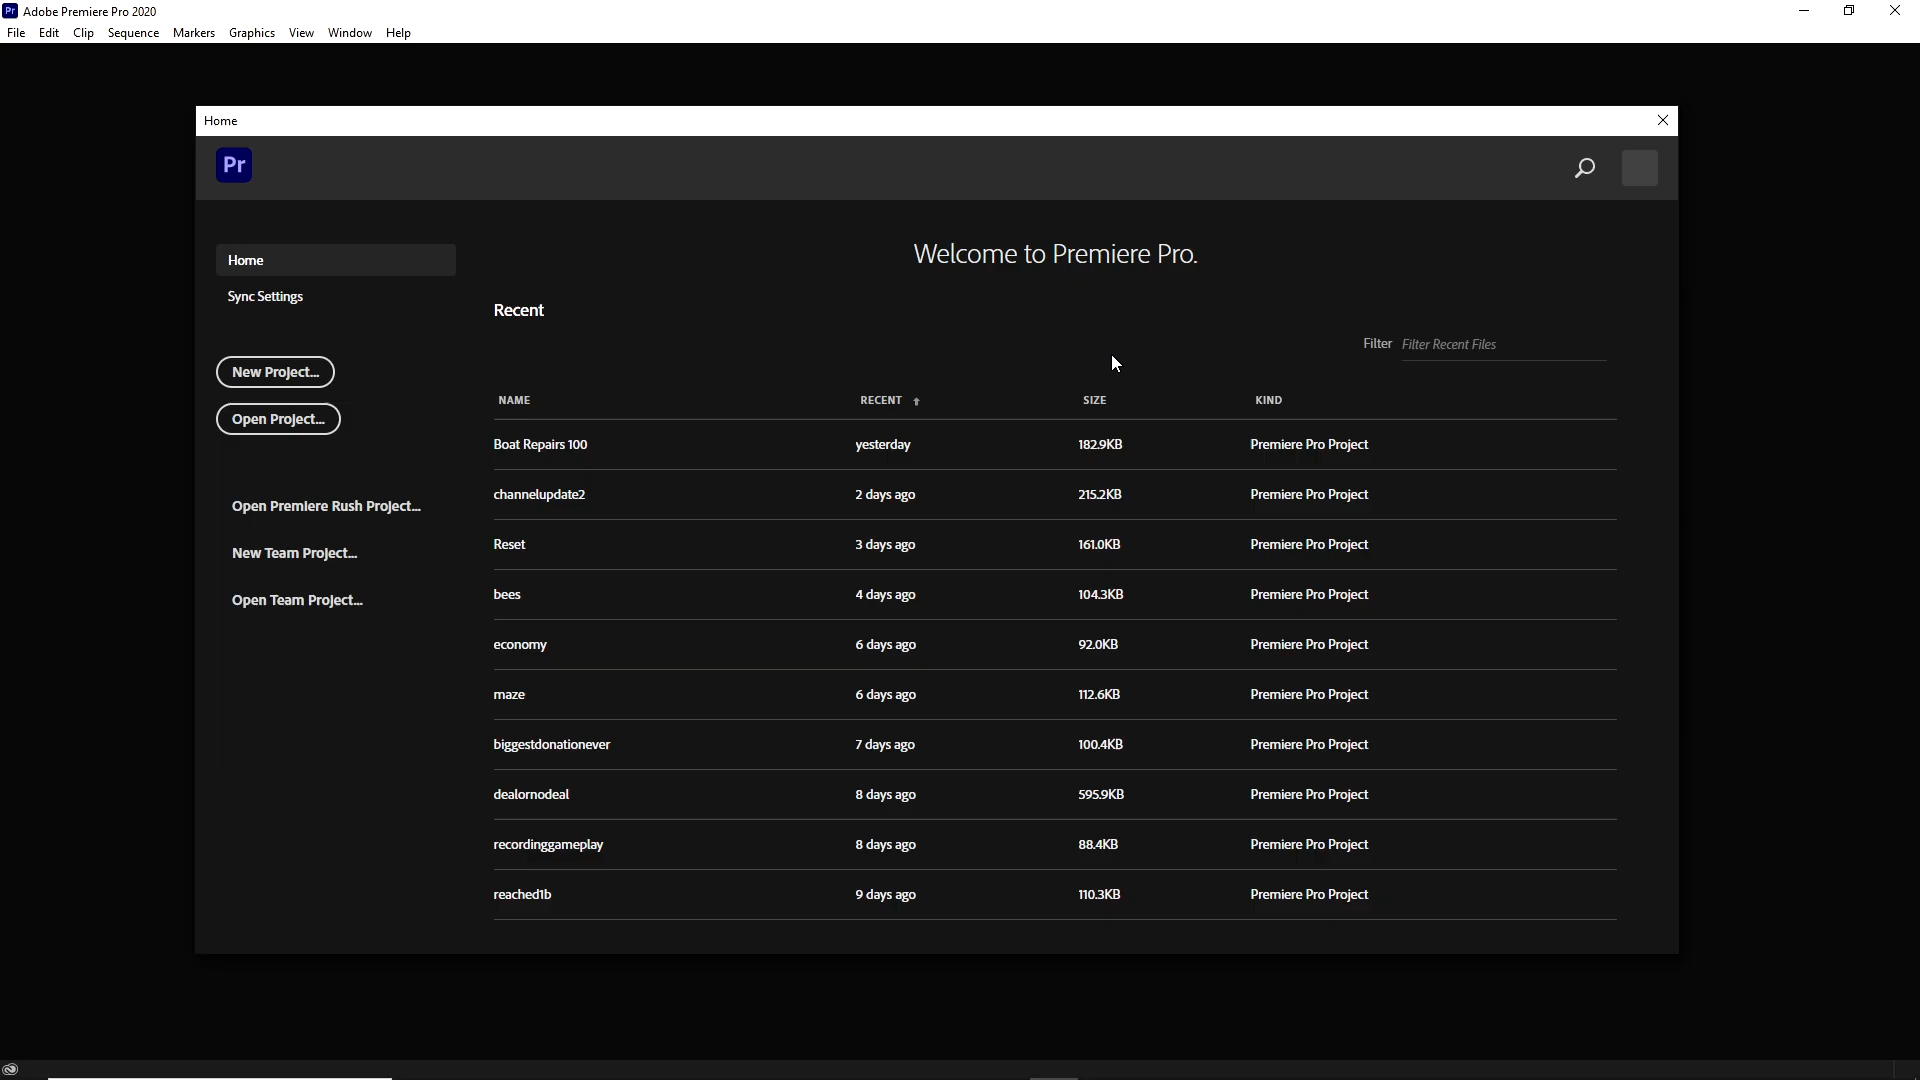 Pr Adobe Premiere Pro 2020
File Edit Clip Sequence Markers Graphics View Window Help
Home
Pr
Home
Sync Settings
New Project...
Open Project...
Open Premiere Rush Project...
New Team Project...
Open Team Project...
Welcome to Premiere Pro.
Recent
Filter Filter Recent Files
NAME RECENT SIZE KIND
Boat Repairs 100 yesterday 182.9KB Premiere Pro Project
channelupdate2 2 days ago 215.2KB Premiere Pro Project
Reset 3 days ago 161.0KB Premiere Pro Project
bees 4 days ago 104.3KB Premiere Pro Project
economy 6 days ago 92.0KB Premiere Pro Project
maze 6 days ago 112.6KB Premiere Pro Project
biggestdonationever 7 days ago 100.4KB Premiere Pro Project
dealornodeal 8 days ago 595.9KB Premiere Pro Project
recordinggameplay 8 days ago 88.4KB Premiere Pro Project
reached1b 9 days ago 110.3KB Premiere Pro Project